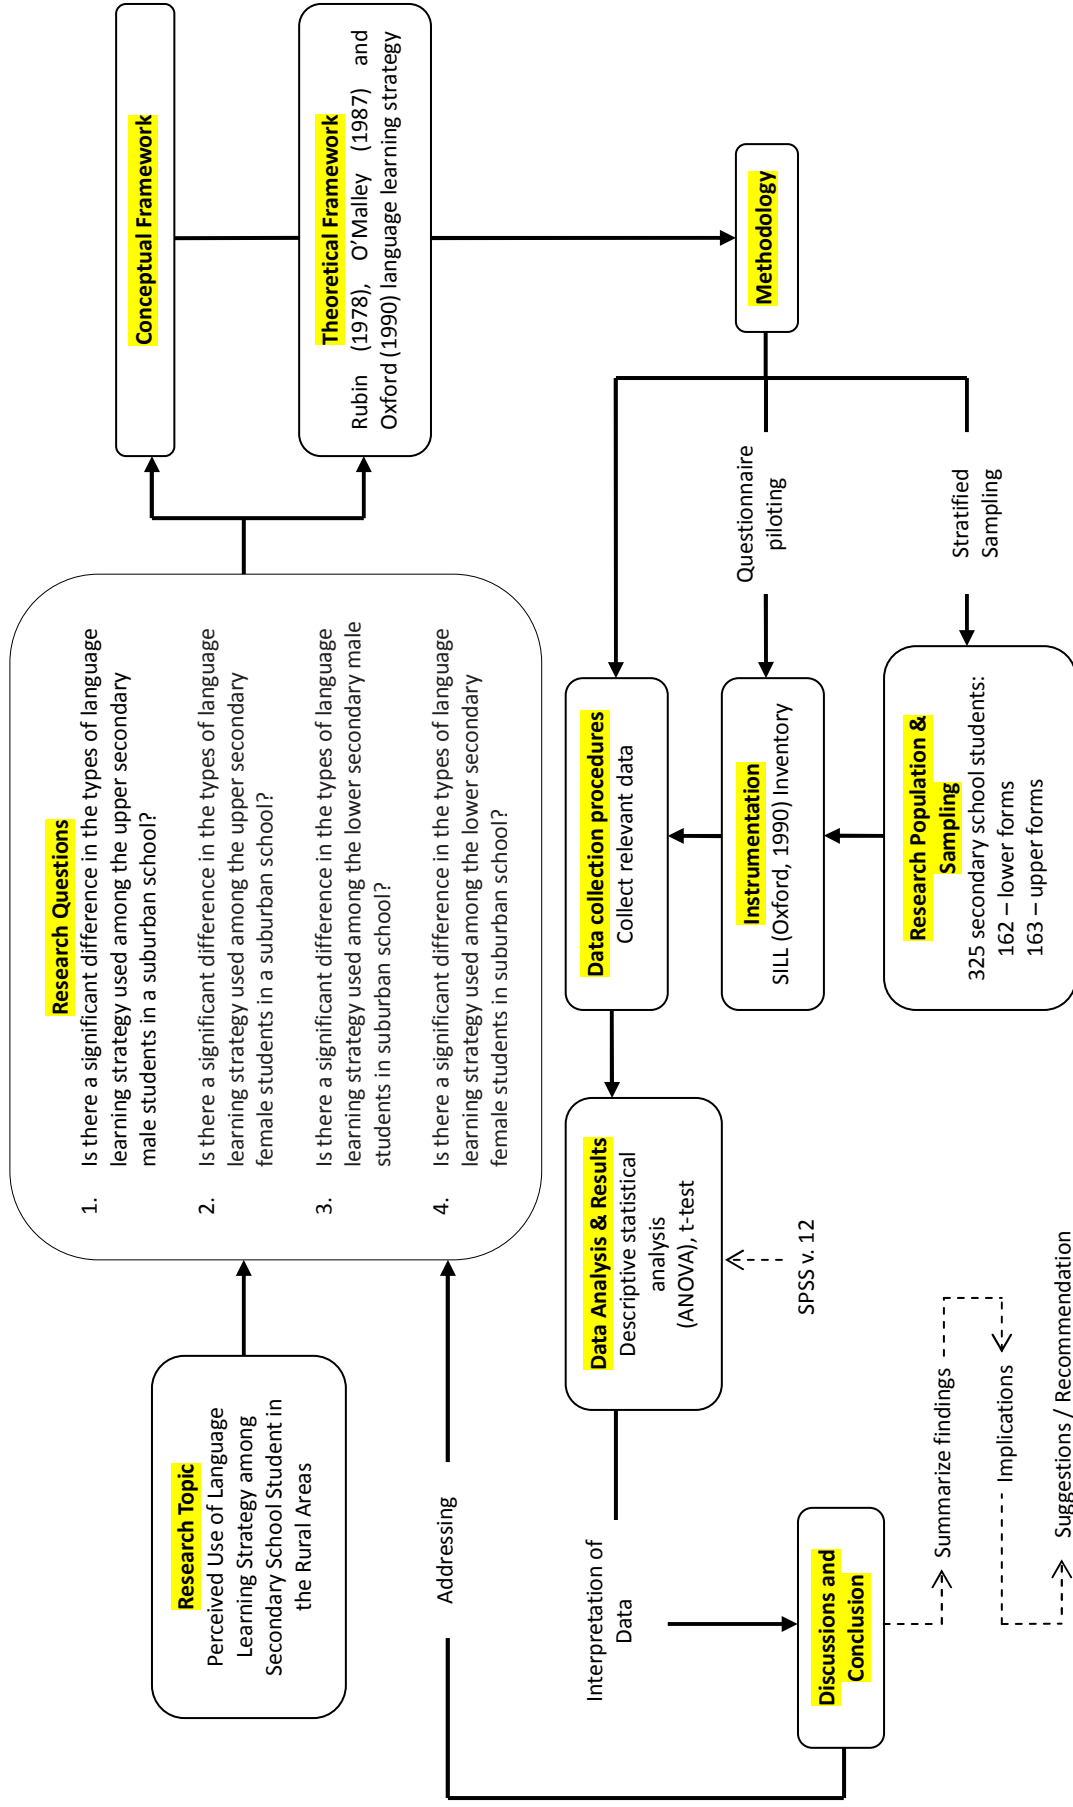 Research Topic
Perceived Use of Language
Learning Strategy among
Secondary School Student in
the Rural Areas
Research Questions
1. Is there a significant difference in the types of language
learning strategy used among the upper secondary
male students in a suburban school?
2. Is there a significant difference in the types of language
learning strategy used among the upper secondary
female students in a suburban school?
3. Is there a significant difference in the types of language
learning strategy used among the lower secondary male
students in suburban school?
4. Is there a significant difference in the types of language
learning strategy used among the lower secondary
female students in suburban school?
Conceptual Framework
Theoretical Framework
Rubin (1978), O’Malley (1987) and
Oxford (1990) language learning strategy
Methodology
Questionnaire
piloting
Stratified
Sampling
Data collection procedures
Collect relevant data
Instrumentation
SILL (Oxford, 1990) Inventory
Research Population &
Sampling
325 secondary school students:
162 – lower forms
163 – upper forms
Data Analysis & Results
Descriptive statistical
analysis
(ANOVA), t-test
SPSS v. 12
Addressing
Interpretation of
Data
Discussions and
Conclusion
Summarize findings
Implications
Suggestions / Recommendation